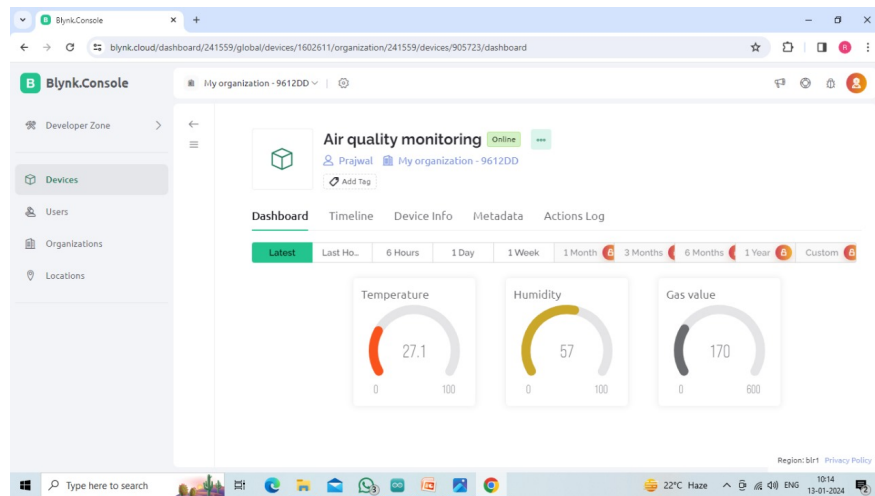 Blynk.Console
blynk.cloud/dashboard/241559/global/devices/1602611/organization/241559/devices/905723/dashboard
R
B Blynk.Console
My organization - 9612DD
Developer Zone
Devices
Users
Organizations
Locations
Air quality monitoring Online
Prajwal My organization - 9612DD
Add Tag
Dashboard Timeline Device Info Metadata Actions Log
Latest Last Ho... 6 Hours 1 Day 1 Week 1 Month 3 Months 6 Months 1 Year Custom
Temperature Humidity Gas value
27.1 57 170
0 100 0 100 0 600
Region: blr1 Privacy Policy
Type here to search
22°C Haze ENG
10:14
13-01-2024